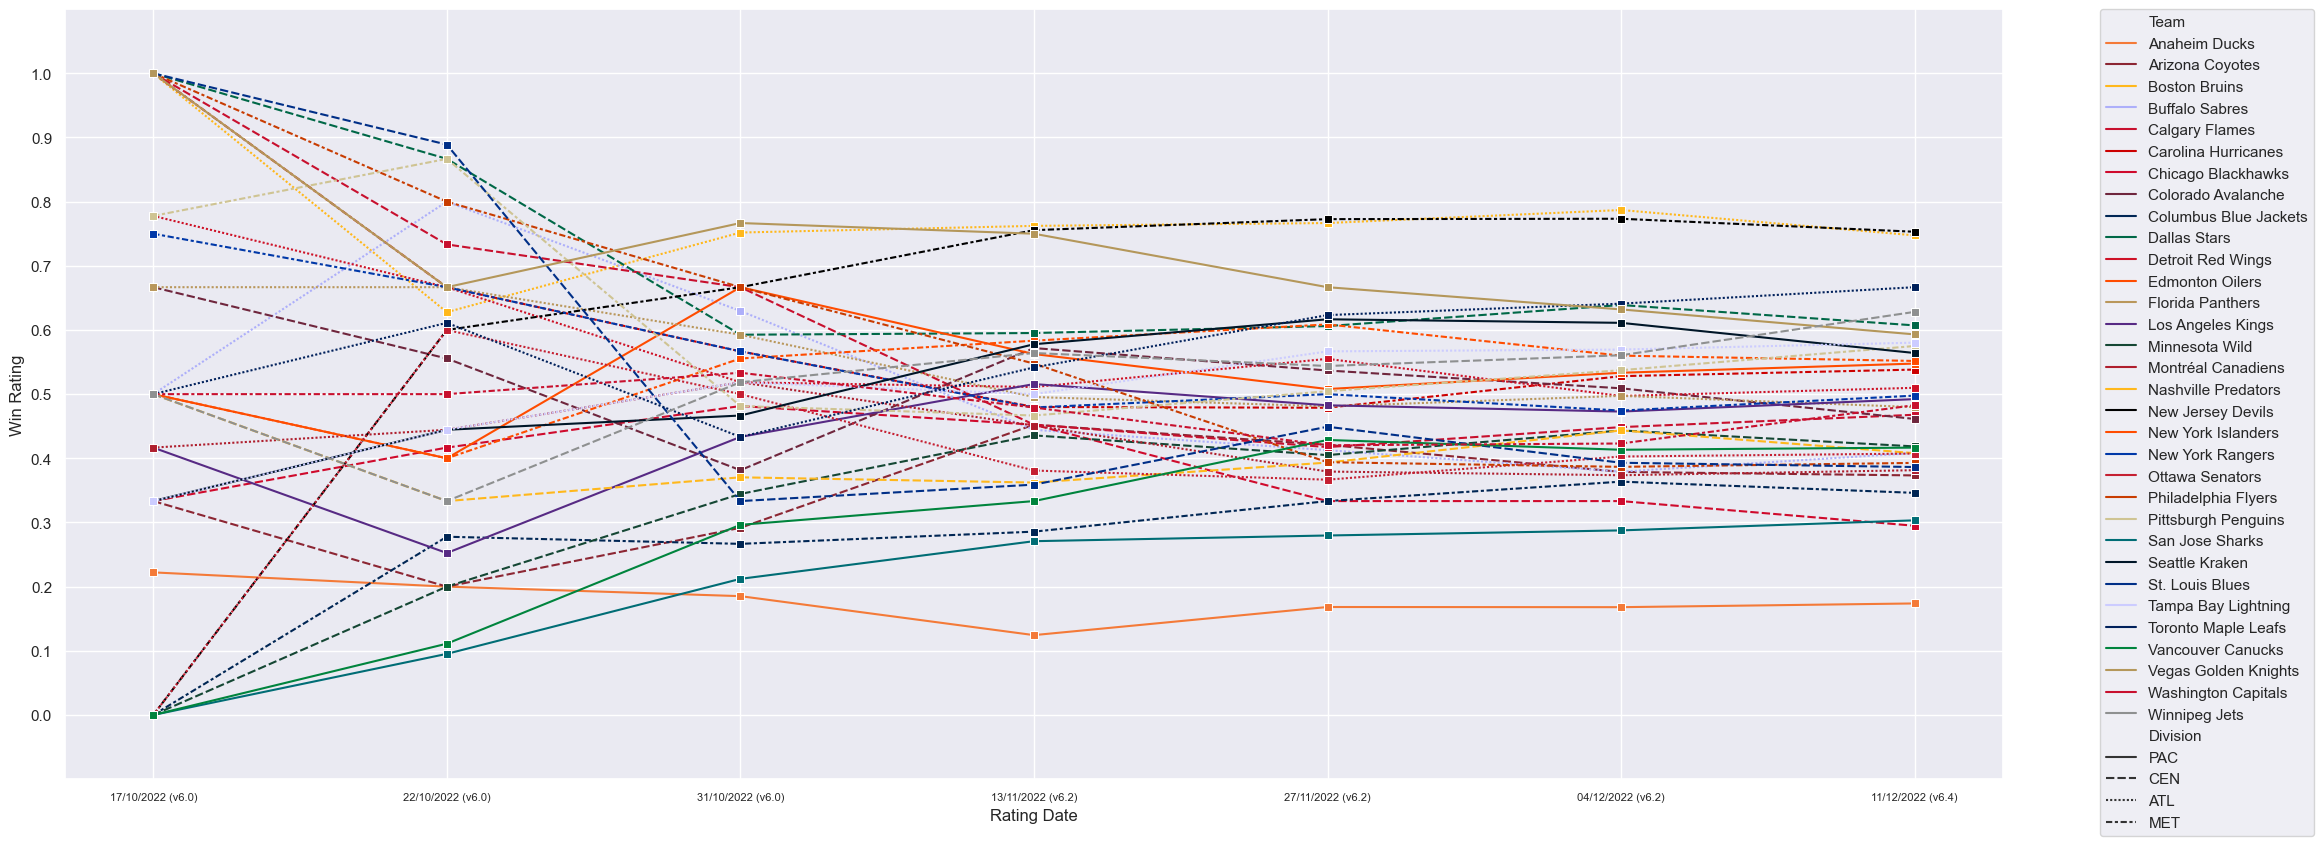 1.0
0.9
0.8
0.7
0.6
0.5
0.4
0.3
0.2
0.1
0.0
Win Rating
17/10/2022 (v6.0)
22/10/2022 (v6.0)
31/10/2022 (v6.0)
13/11/2022 (v6.2)
27/11/2022 (v6.2)
04/12/2022 (v6.2)
11/12/2022 (v6.4)
Rating Date
Team
Anaheim Ducks
Arizona Coyotes
Boston Bruins
Buffalo Sabres
Calgary Flames
Carolina Hurricanes
Chicago Blackhawks
Colorado Avalanche
Columbus Blue Jackets
Dallas Stars
Detroit Red Wings
Edmonton Oilers
Florida Panthers
Los Angeles Kings
Minnesota Wild
Montréal Canadiens
Nashville Predators
New Jersey Devils
New York Islanders
New York Rangers
Ottawa Senators
Philadelphia Flyers
Pittsburgh Penguins
San Jose Sharks
Seattle Kraken
St. Louis Blues
Tampa Bay Lightning
Toronto Maple Leafs
Vancouver Canucks
Vegas Golden Knights
Washington Capitals
Winnipeg Jets
Division
PAC
CEN
ATL
MET